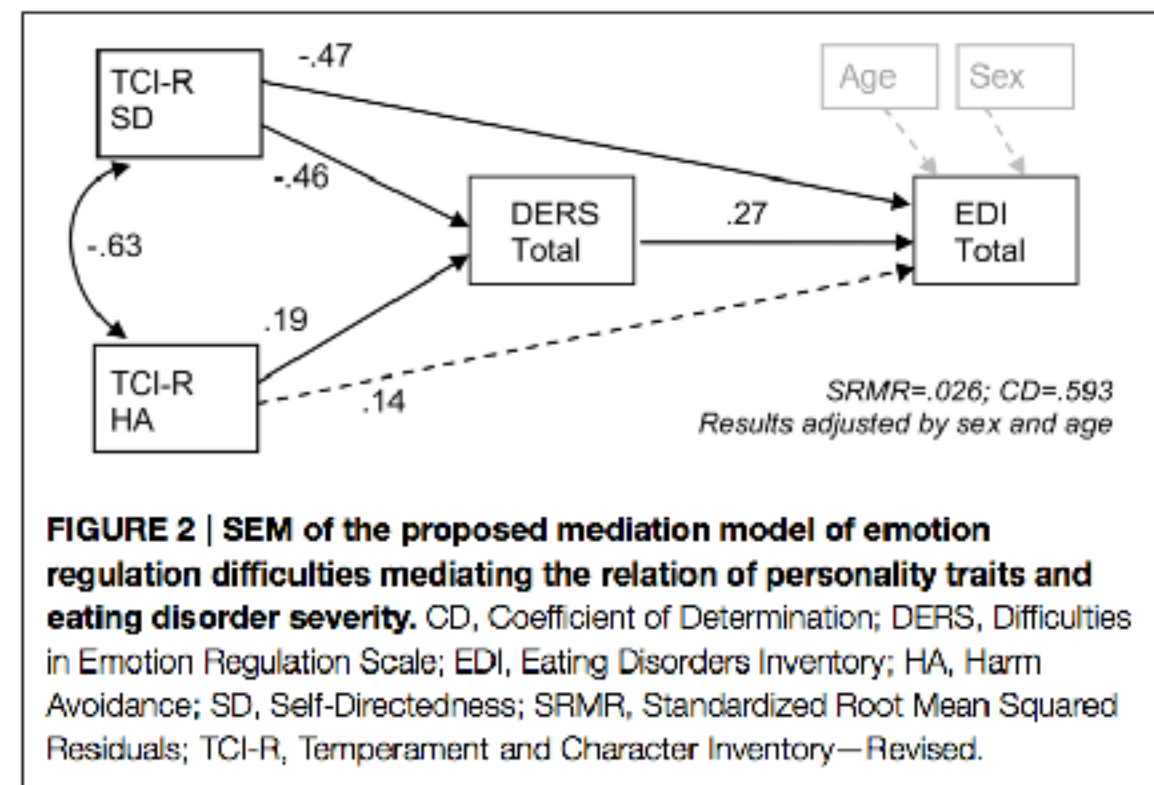 -.47
Age
Sex
TCI-R
SD
-.46
DERS
Total
.27
EDI
Total
-.63
.19
TCI-R
HA
.14
SRMR=.026; CD=.593
Results adjusted by sex and age
FIGURE 2 | SEM of the proposed mediation model of emotion
regulation difficulties mediating the relation of personality traits and
eating disorder severity. CD, Coefficient of Determination; DERS, Difficulties
in Emotion Regulation Scale; EDI, Eating Disorders Inventory; HA, Harm
Avoidance; SD, Self-Directedness; SRMR, Standardized Root Mean Squared
Residuals; TCI-R, Temperament and Character Inventory—Revised.